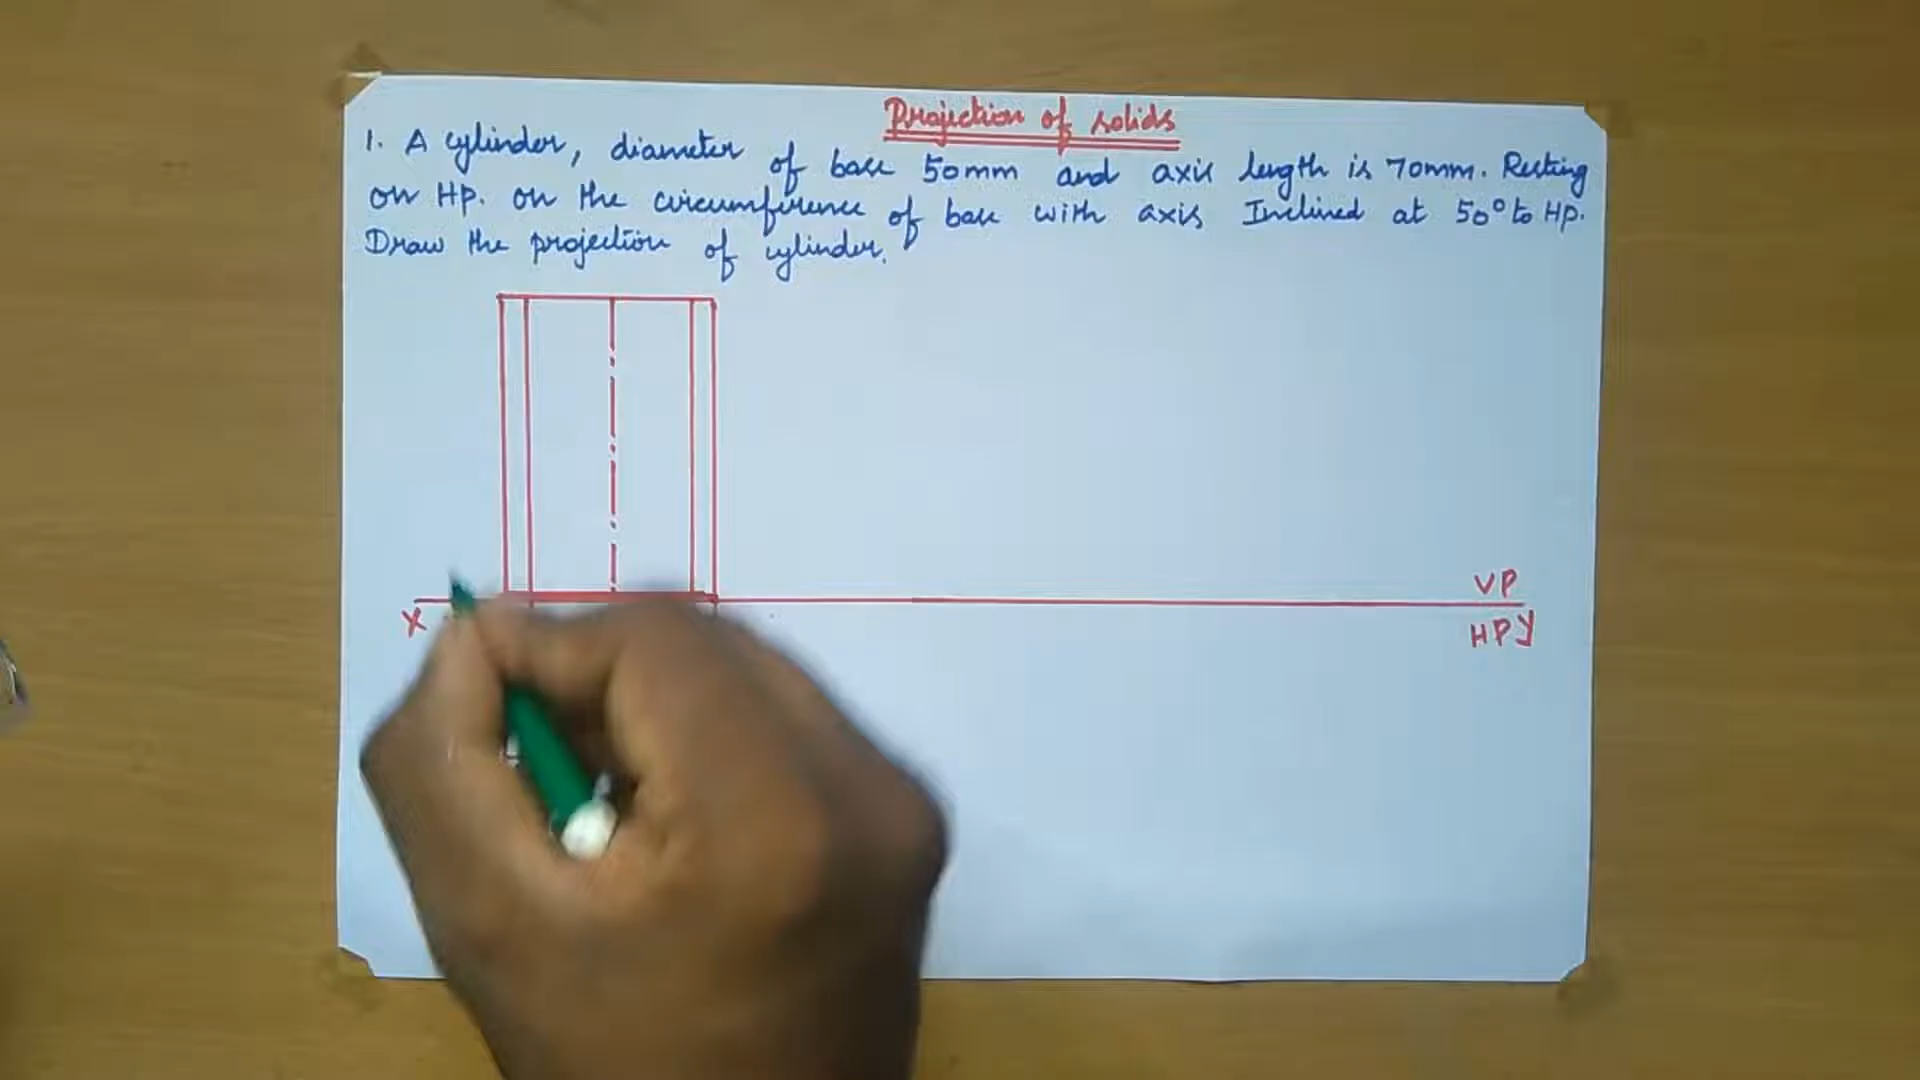 Projection of solids
1. A cylinder, diameter of base 50mm and axis length is 70mm. Resting
on HP. on the circumference of base with axis Inclined at 50° to HP.
Draw the projection of cylinder.
VP
X
HP Y